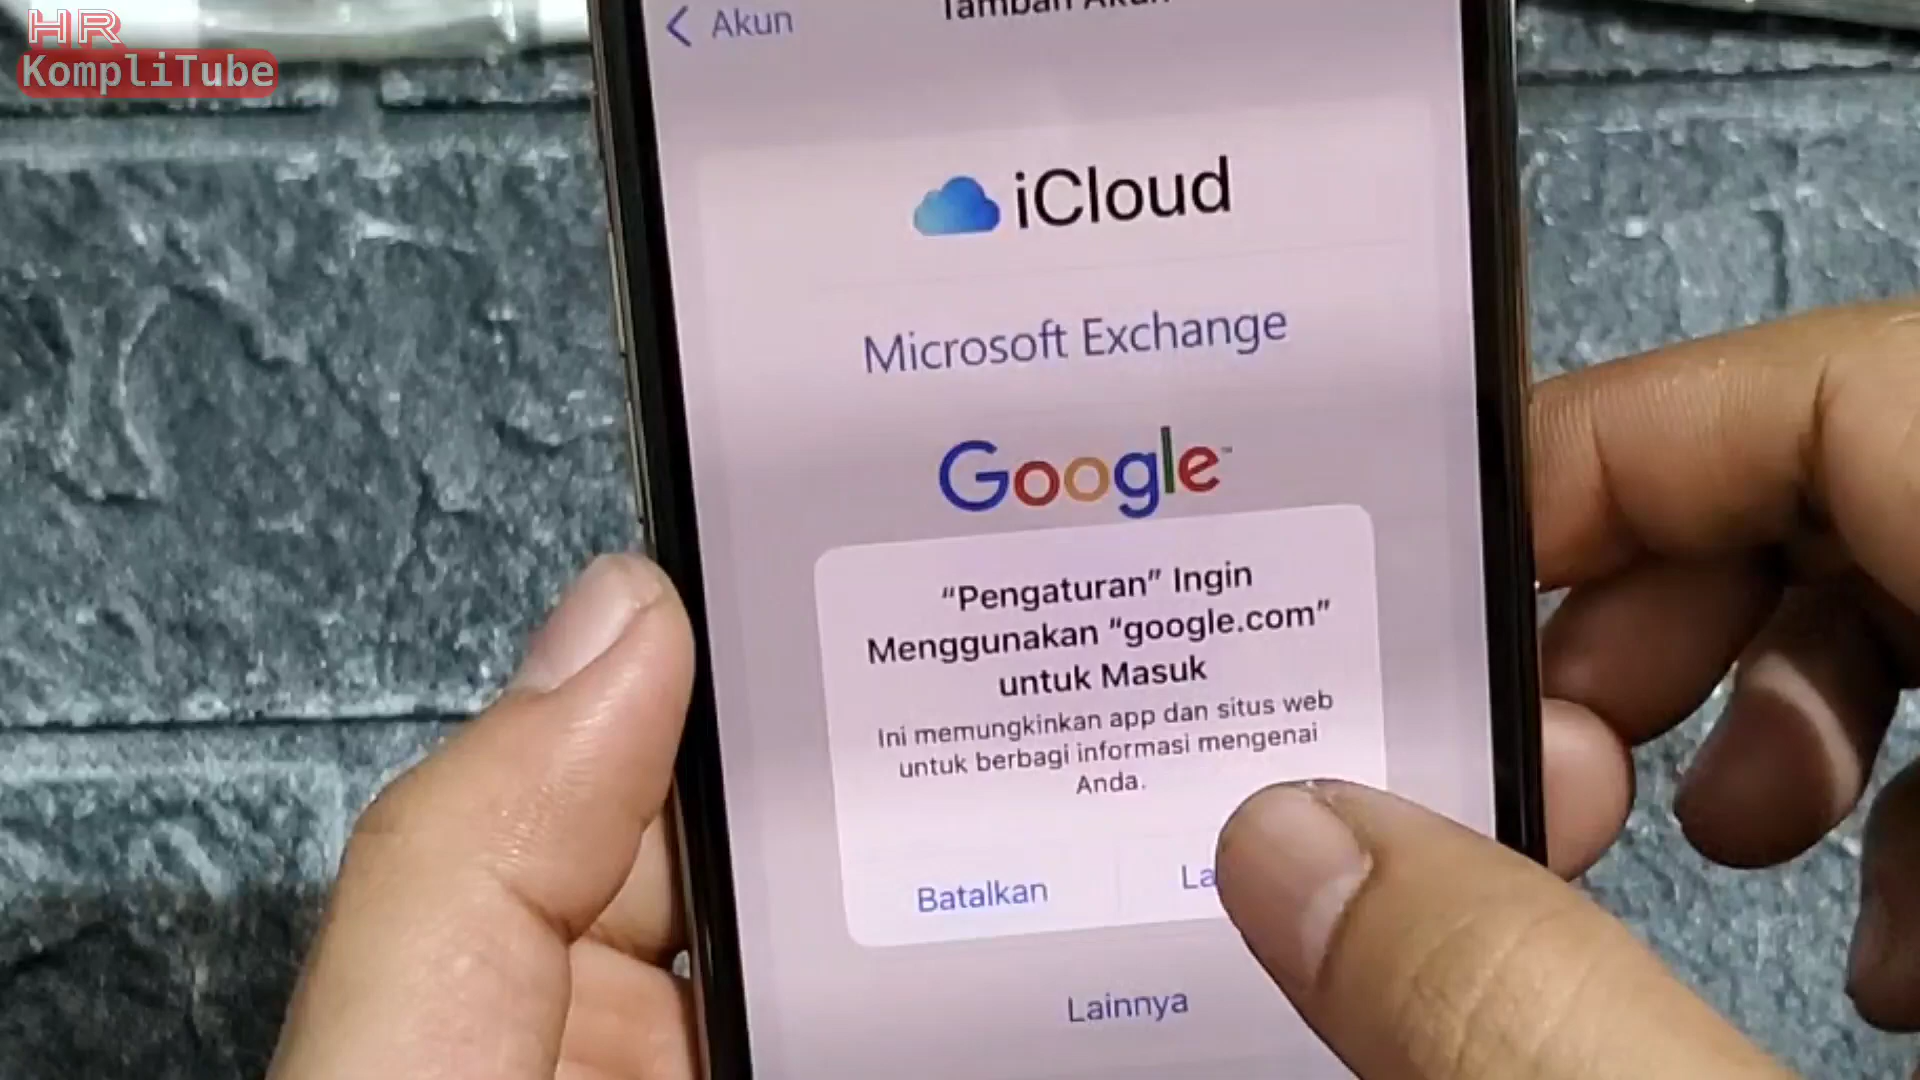 HR
KompliTube
Akun
Tambah Akun
iCloud
Microsoft Exchange
Google
“Pengaturan” Ingin
Menggunakan “google.com”
untuk Masuk
Ini memungkinkan app dan situs web
untuk berbagi informasi mengenai
Anda.
Batalkan
La
Lainnya